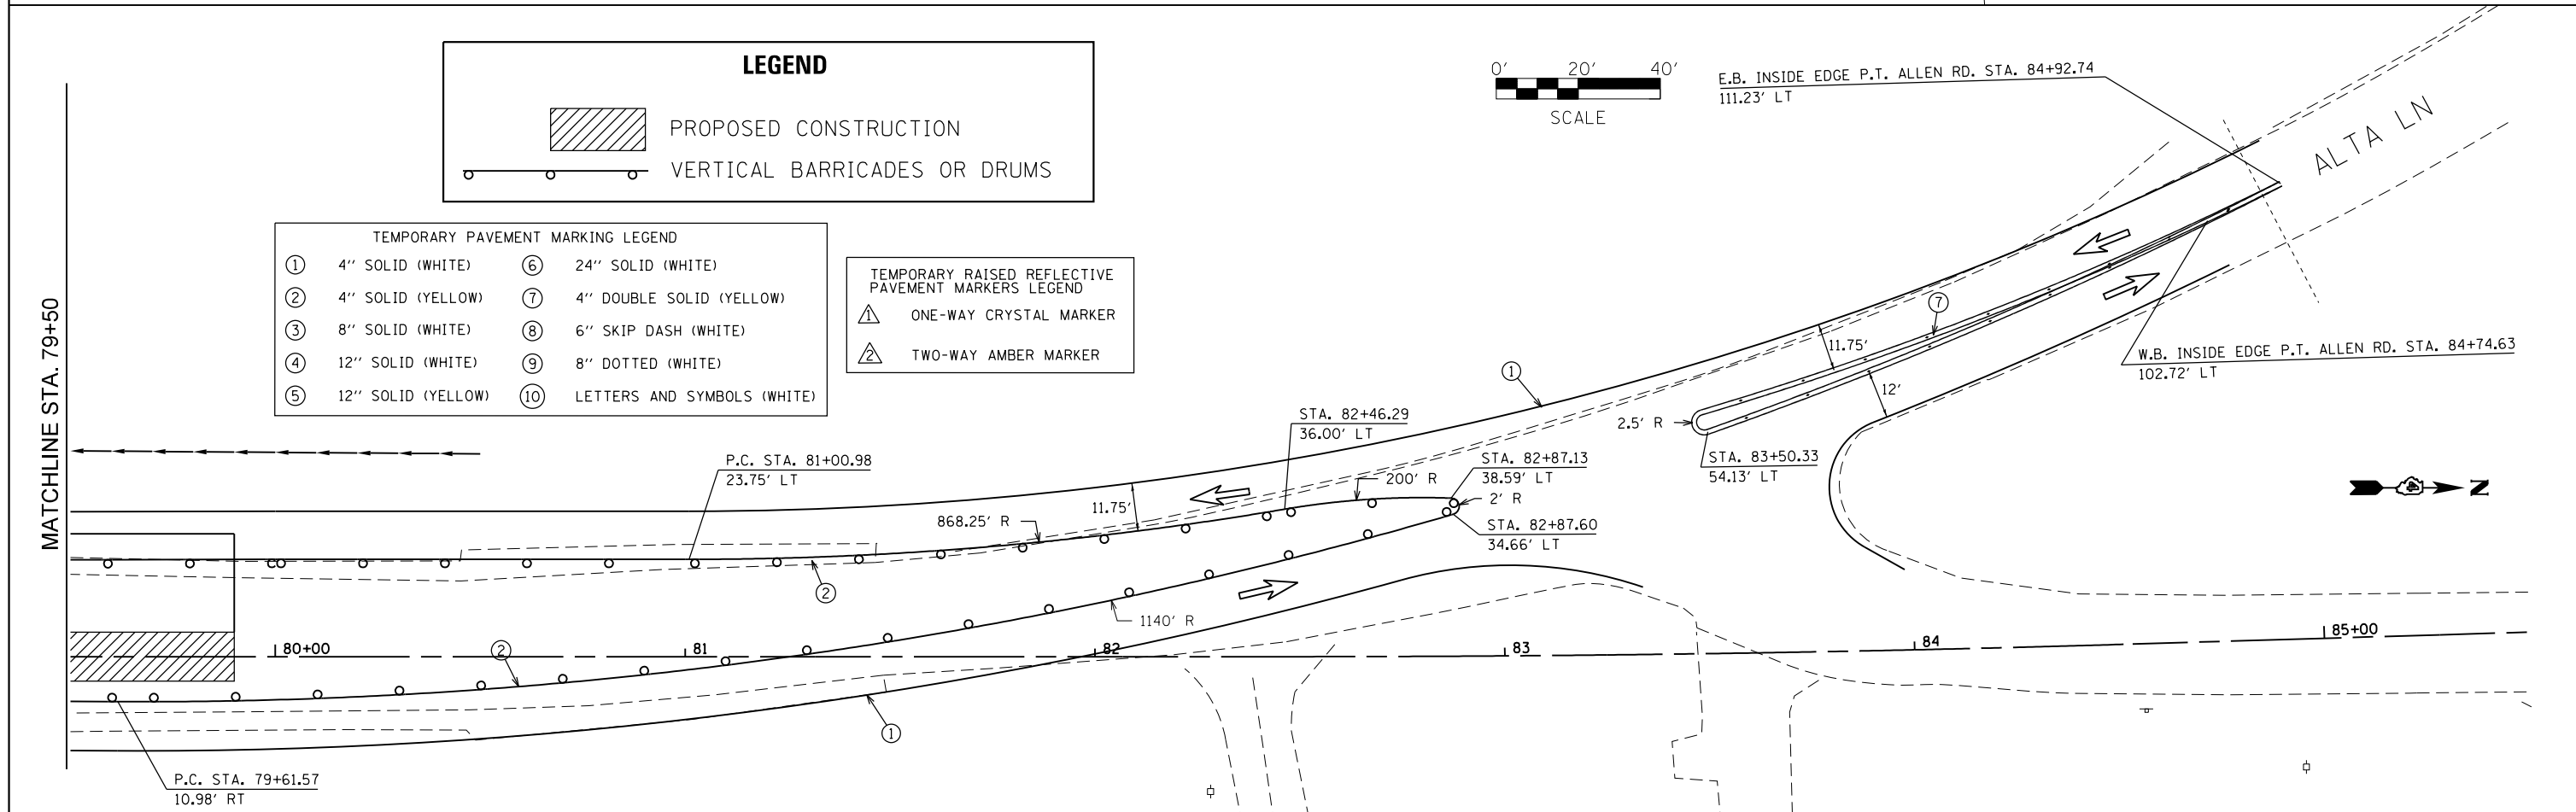 LEGEND
PROPOSED CONSTRUCTION
VERTICAL BARRICADES OR DRUMS
TEMPORARY PAVEMENT MARKING LEGEND
1 4'' SOLID (WHITE)
2 4'' SOLID (YELLOW)
3 8'' SOLID (WHITE)
4 12'' SOLID (WHITE)
5 12'' SOLID (YELLOW)
6 24'' SOLID (WHITE)
7 4'' DOUBLE SOLID (YELLOW)
8 6'' SKIP DASH (WHITE)
9 8'' DOTTED (WHITE)
10 LETTERS AND SYMBOLS (WHITE)
TEMPORARY RAISED REFLECTIVE
PAVEMENT MARKERS LEGEND
1 ONE-WAY CRYSTAL MARKER
2 TWO-WAY AMBER MARKER
0' 20' 40'
SCALE
E.B. INSIDE EDGE P.T. ALLEN RD. STA. 84+92.74
111.23' LT
ALTA LN
MATCHLINE STA. 79+50
7
11.75'
W.B. INSIDE EDGE P.T. ALLEN RD. STA. 84+74.63
102.72' LT
12'
1
2.5' R
STA. 83+50.33
54.13' LT
STA. 82+46.29
36.00' LT
P.C. STA. 81+00.98
23.75' LT
STA. 82+87.13
38.59' LT
200' R
2' R
11.75'
868.25' R
STA. 82+87.60
34.66' LT
N
2
1140' R
80+00
81
82
83
84
85+00
2
1
P.C. STA. 79+61.57
10.98' RT